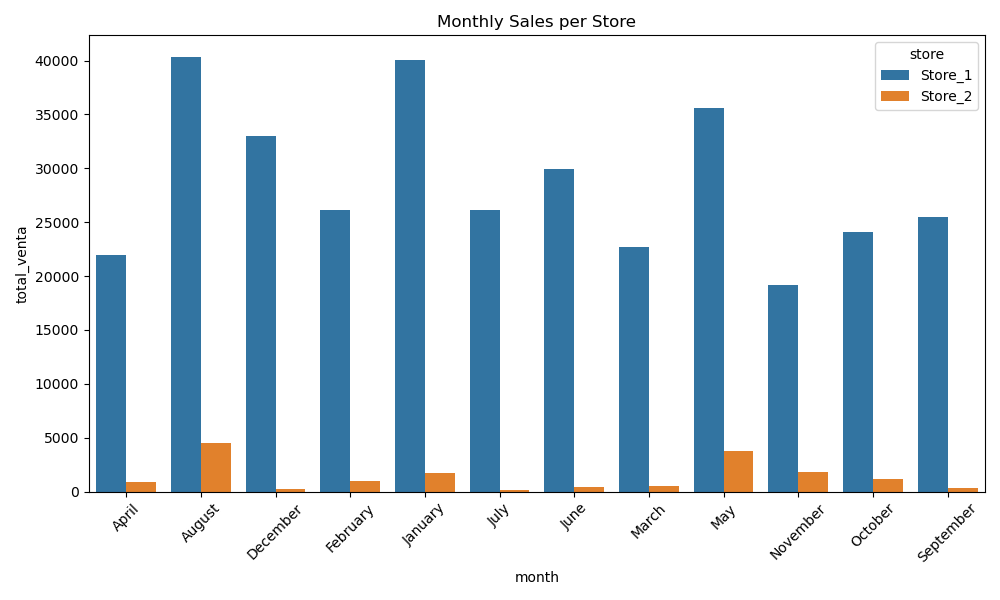 Monthly Sales per Store
store
Store_1
Store_2
total_venta
40000
35000
30000
25000
20000
15000
10000
5000
0
April
August
December
February
January
July
June
March
May
November
October
September
month